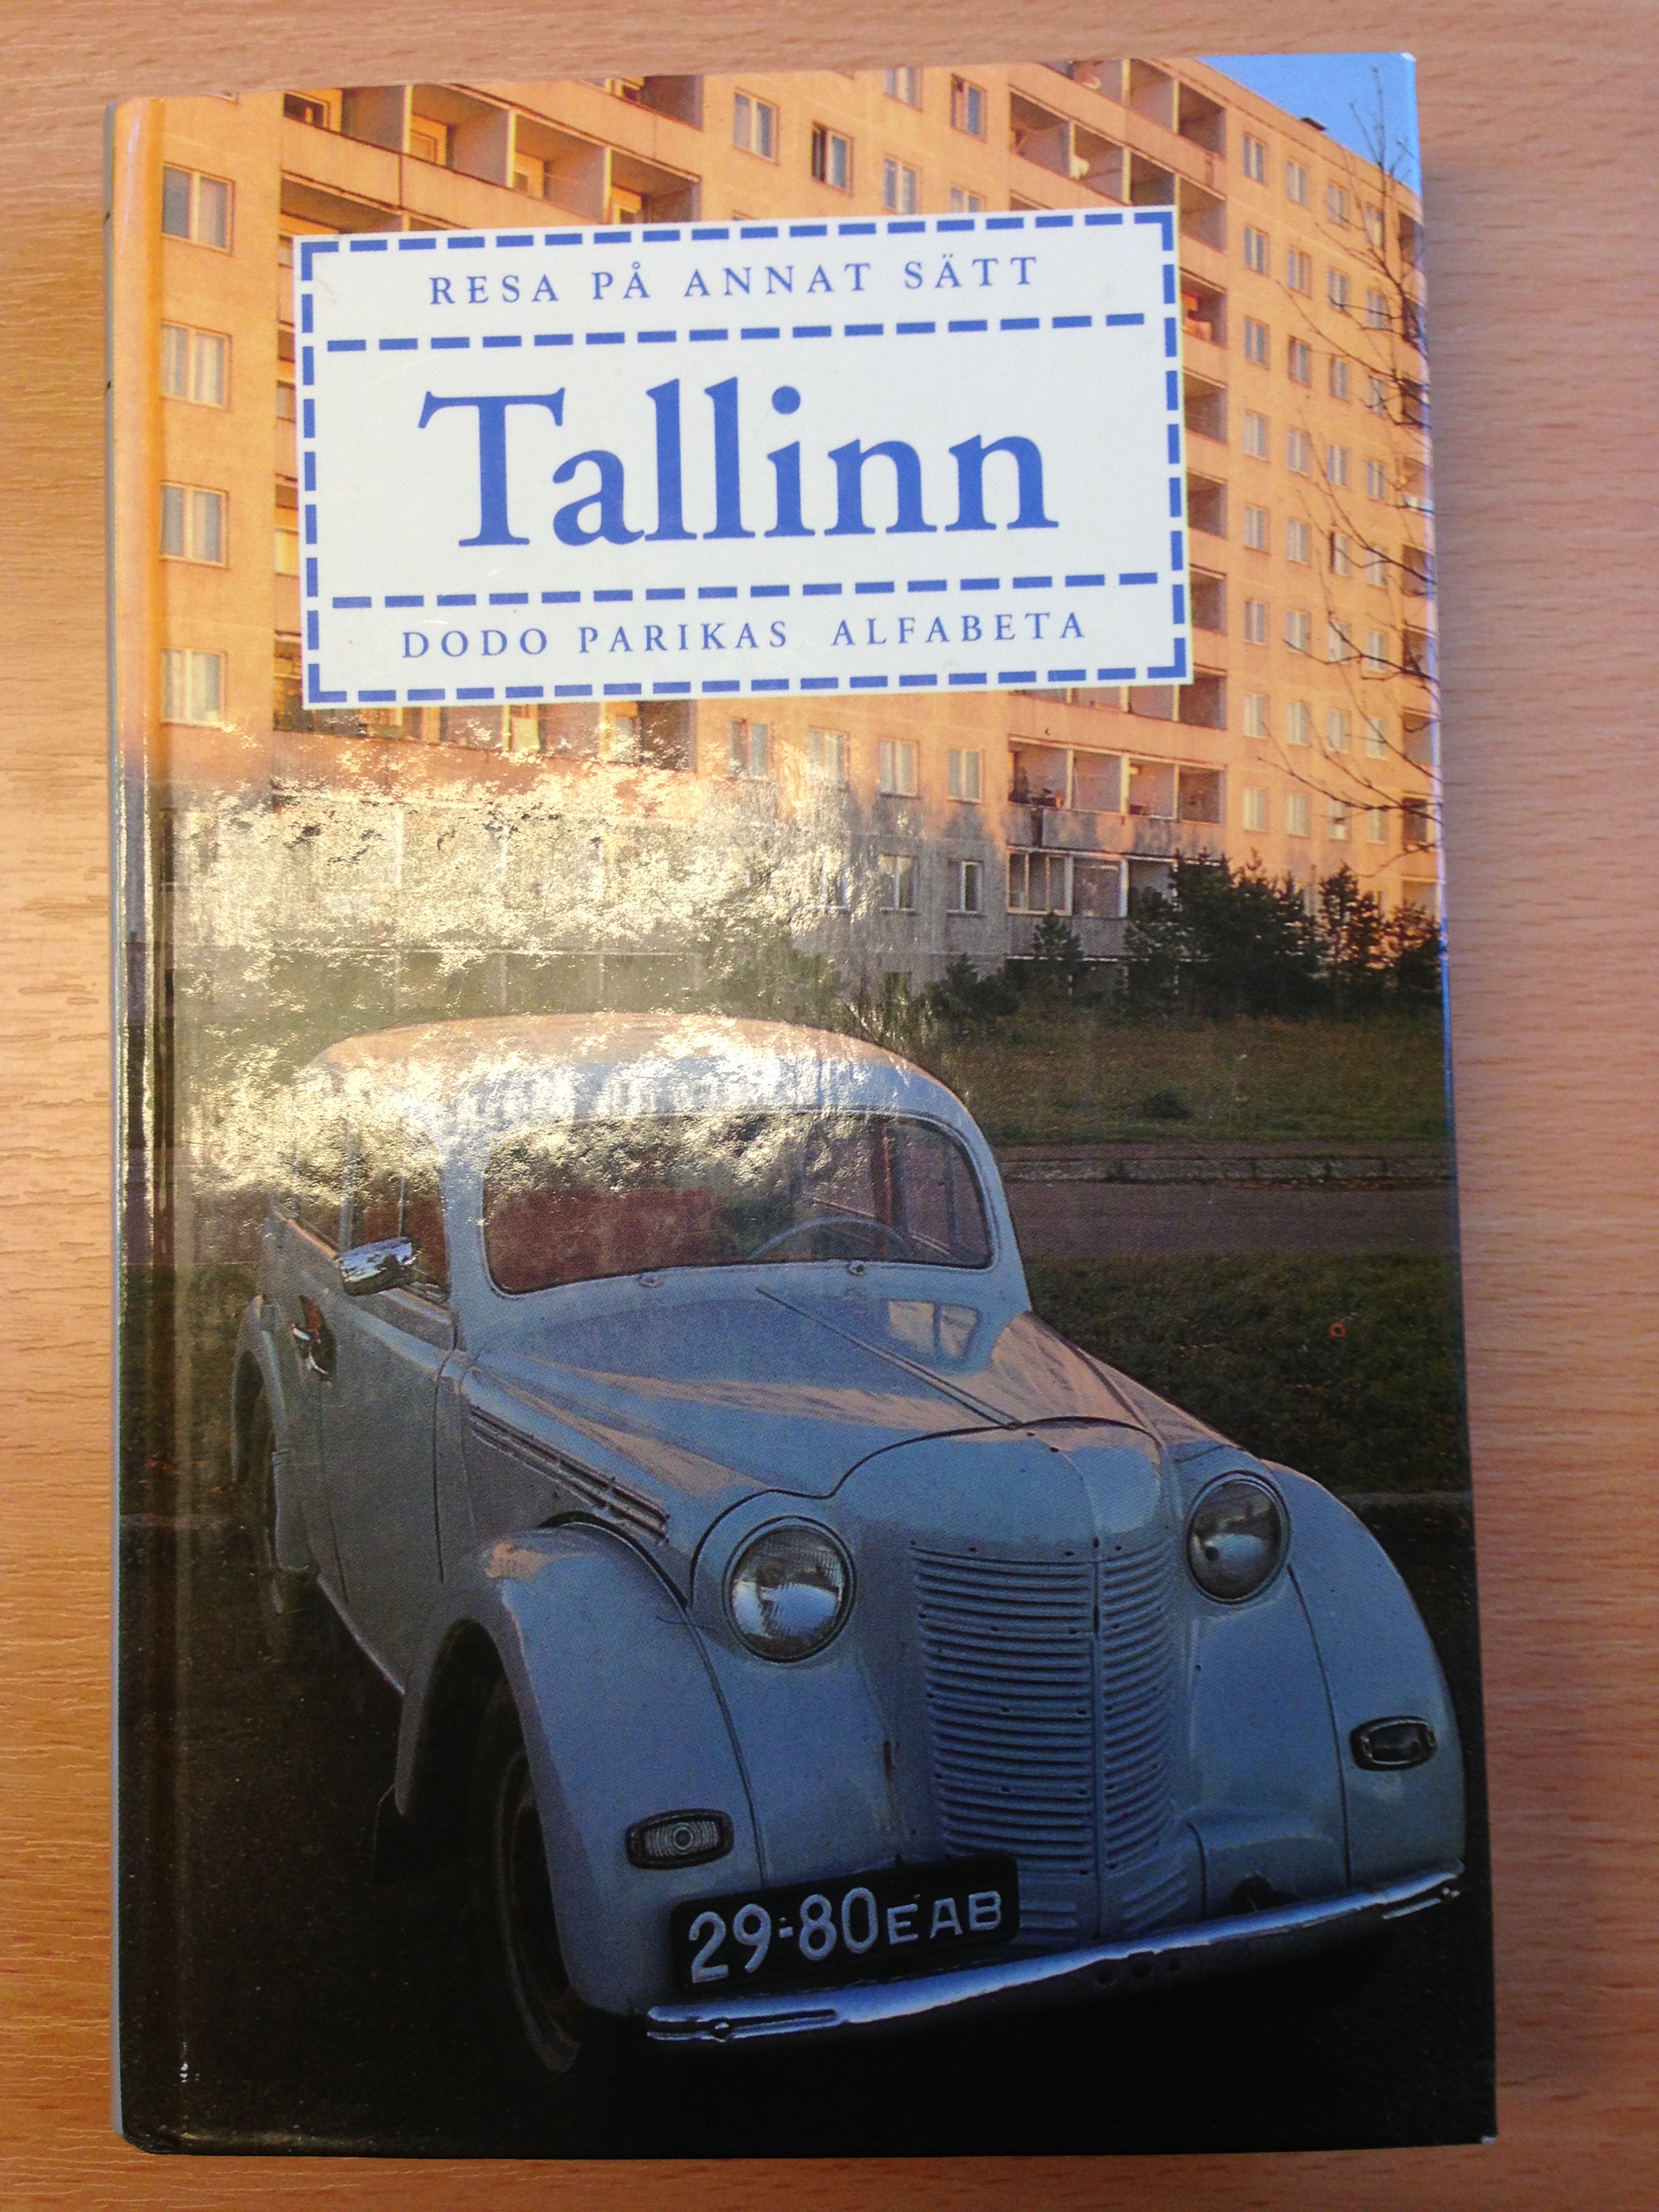 RESA PÅ ANNAT SÄTT
Tallinn
DODO PARIKAS ALFABETA
29-80EAB